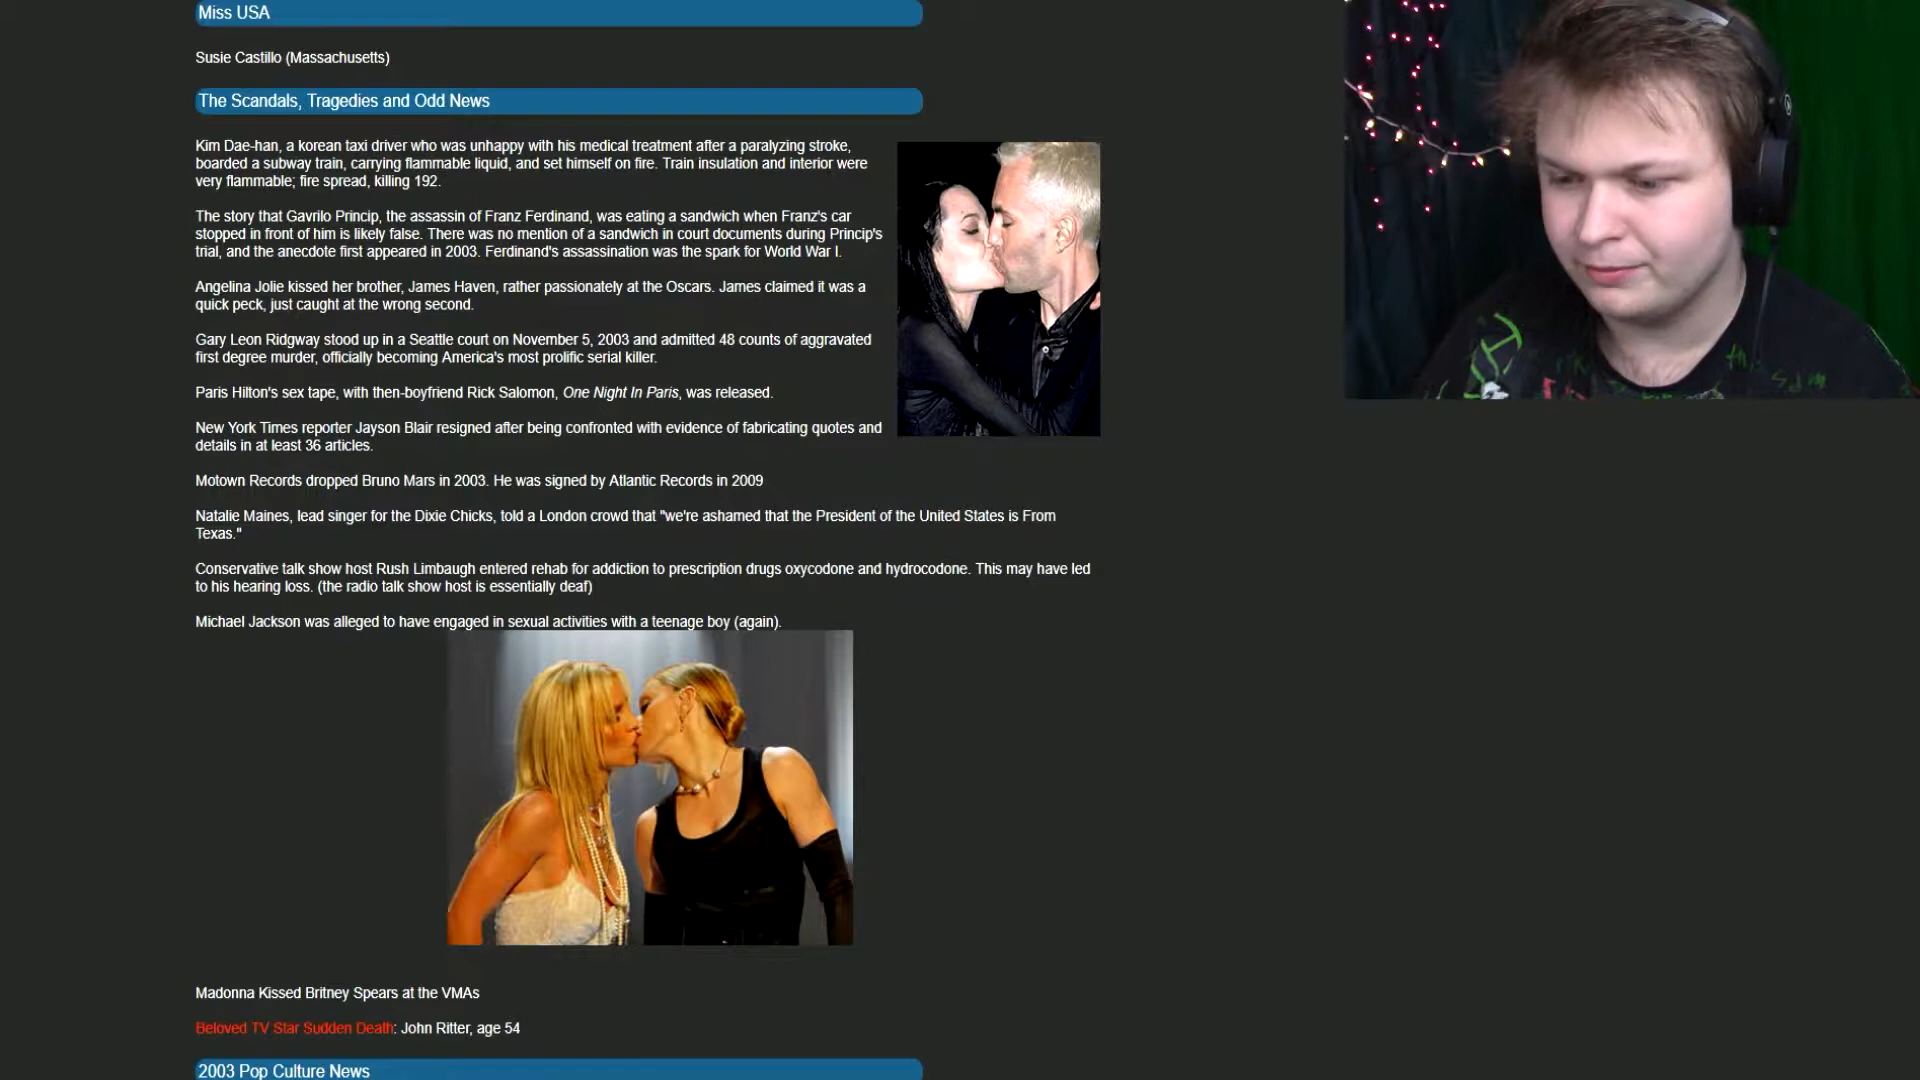 Miss USA
Susie Castillo (Massachusetts)
The Scandals, Tragedies and Odd News
Kim Dae-han, a korean taxi driver who was unhappy with his medical treatment after a paralyzing stroke,
boarded a subway train, carrying flammable liquid, and set himself on fire. Train insulation and interior were
very flammable; fire spread, killing 192.
The story that Gavrilo Princip, the assassin of Franz Ferdinand, was eating a sandwich when Franz's car
stopped in front of him is likely false. There was no mention of a sandwich in court documents during Princip's
trial, and the anecdote first appeared in 2003. Ferdinand's assassination was the spark for World War I.
Angelina Jolie kissed her brother, James Haven, rather passionately at the Oscars. James claimed it was a
quick peck, just caught at the wrong second.
Gary Leon Ridgway stood up in a Seattle court on November 5, 2003 and admitted 48 counts of aggravated
first degree murder, officially becoming America's most prolific serial killer.
Paris Hilton's sex tape, with then-boyfriend Rick Salomon, One Night In Paris, was released.
New York Times reporter Jayson Blair resigned after being confronted with evidence of fabricating quotes and
details in at least 36 articles.
Motown Records dropped Bruno Mars in 2003. He was signed by Atlantic Records in 2009
Natalie Maines, lead singer for the Dixie Chicks, told a London crowd that "we're ashamed that the President of the United States is From
Texas."
Conservative talk show host Rush Limbaugh entered rehab for addiction to prescription drugs oxycodone and hydrocodone. This may have led
to his hearing loss. (the radio talk show host is essentially deaf)
Michael Jackson was alleged to have engaged in sexual activities with a teenage boy (again).
Madonna Kissed Britney Spears at the VMAs
Beloved TV Star Sudden Death: John Ritter, age 54
2003 Pop Culture News